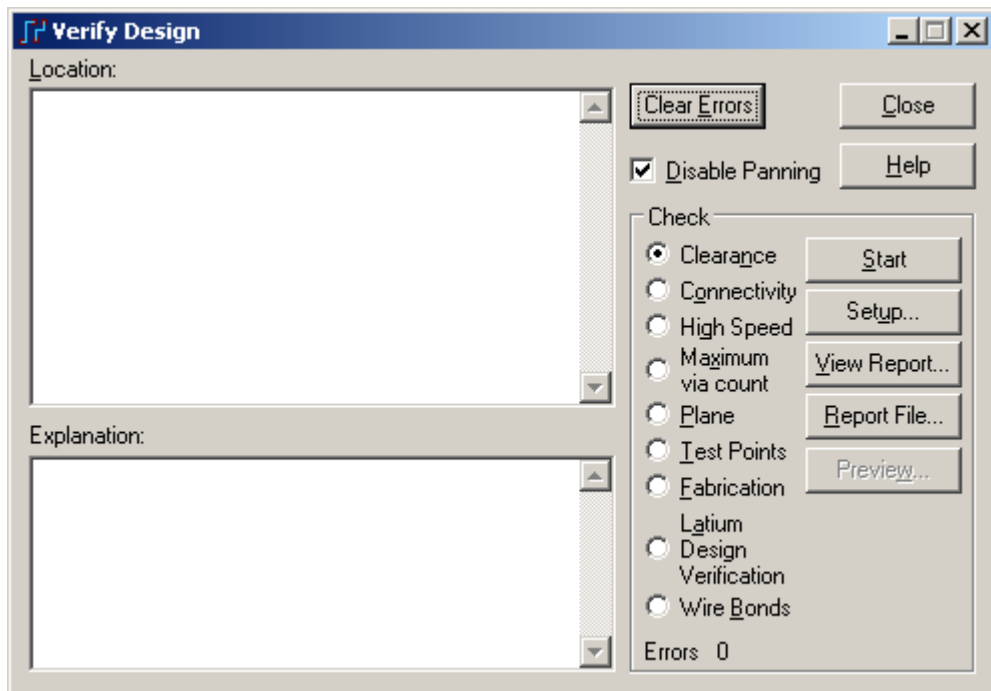 Verify Design
Location:
Clear Errors
Close
Disable Panning
Help
Check
Clearance
Start
Connectivity
Setup...
High Speed
Maximum
via count
View Report...
Plane
Report File...
Explanation:
Test Points
Preview...
Fabrication
Latium
Design
Verification
Wire Bonds
Errors 0